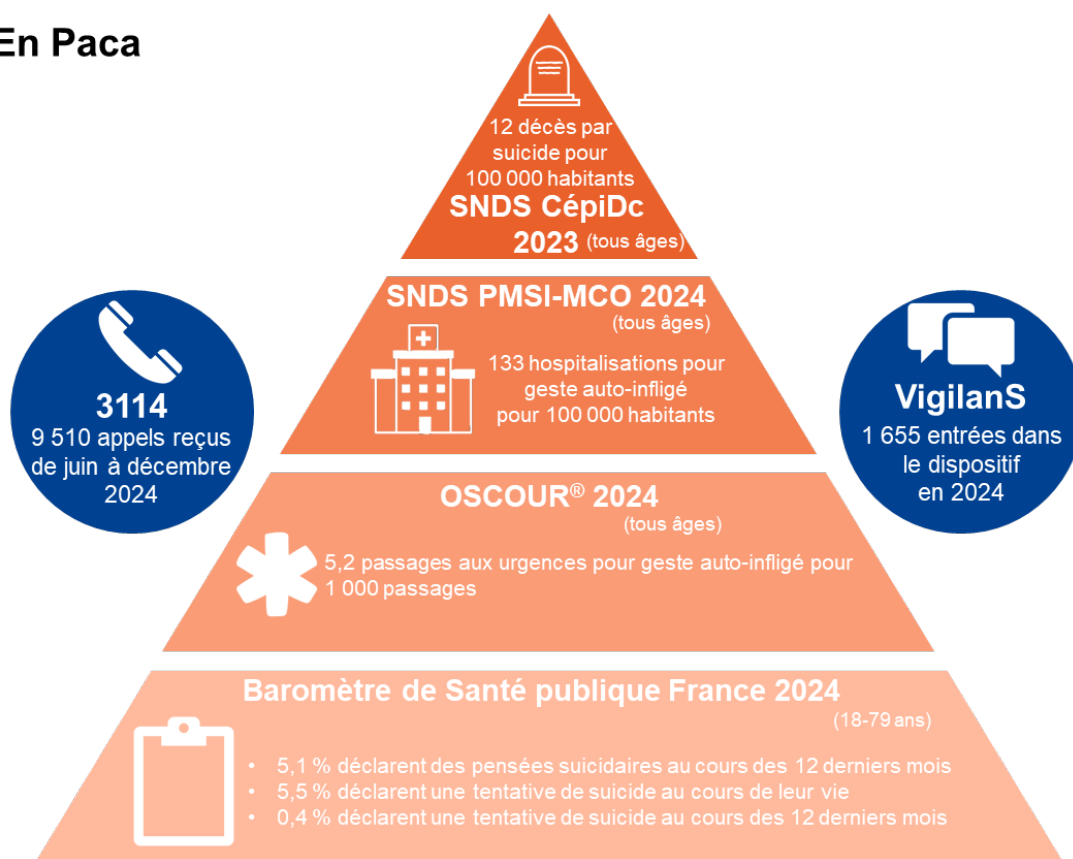 En Paca
12 décès par
suicide pour
100 000 habitants
SNDS CépiDc
2023 (tous âges)
SNDS PMSI-MCO 2024
(tous âges)
133 hospitalisations pour
geste auto-infligé
pour 100 000 habitants
3114
9 510 appels reçus
de juin à décembre
2024
VigilanS
1 655 entrées dans
le dispositif
en 2024
OSCOUR® 2024
(tous âges)
5,2 passages aux urgences pour geste auto-infligé pour
1 000 passages
Baromètre de Santé publique France 2024
(18-79 ans)
• 5,1 % déclarent des pensées suicidaires au cours des 12 derniers mois
• 5,5 % déclarent une tentative de suicide au cours de leur vie
• 0,4 % déclarent une tentative de suicide au cours des 12 derniers mois